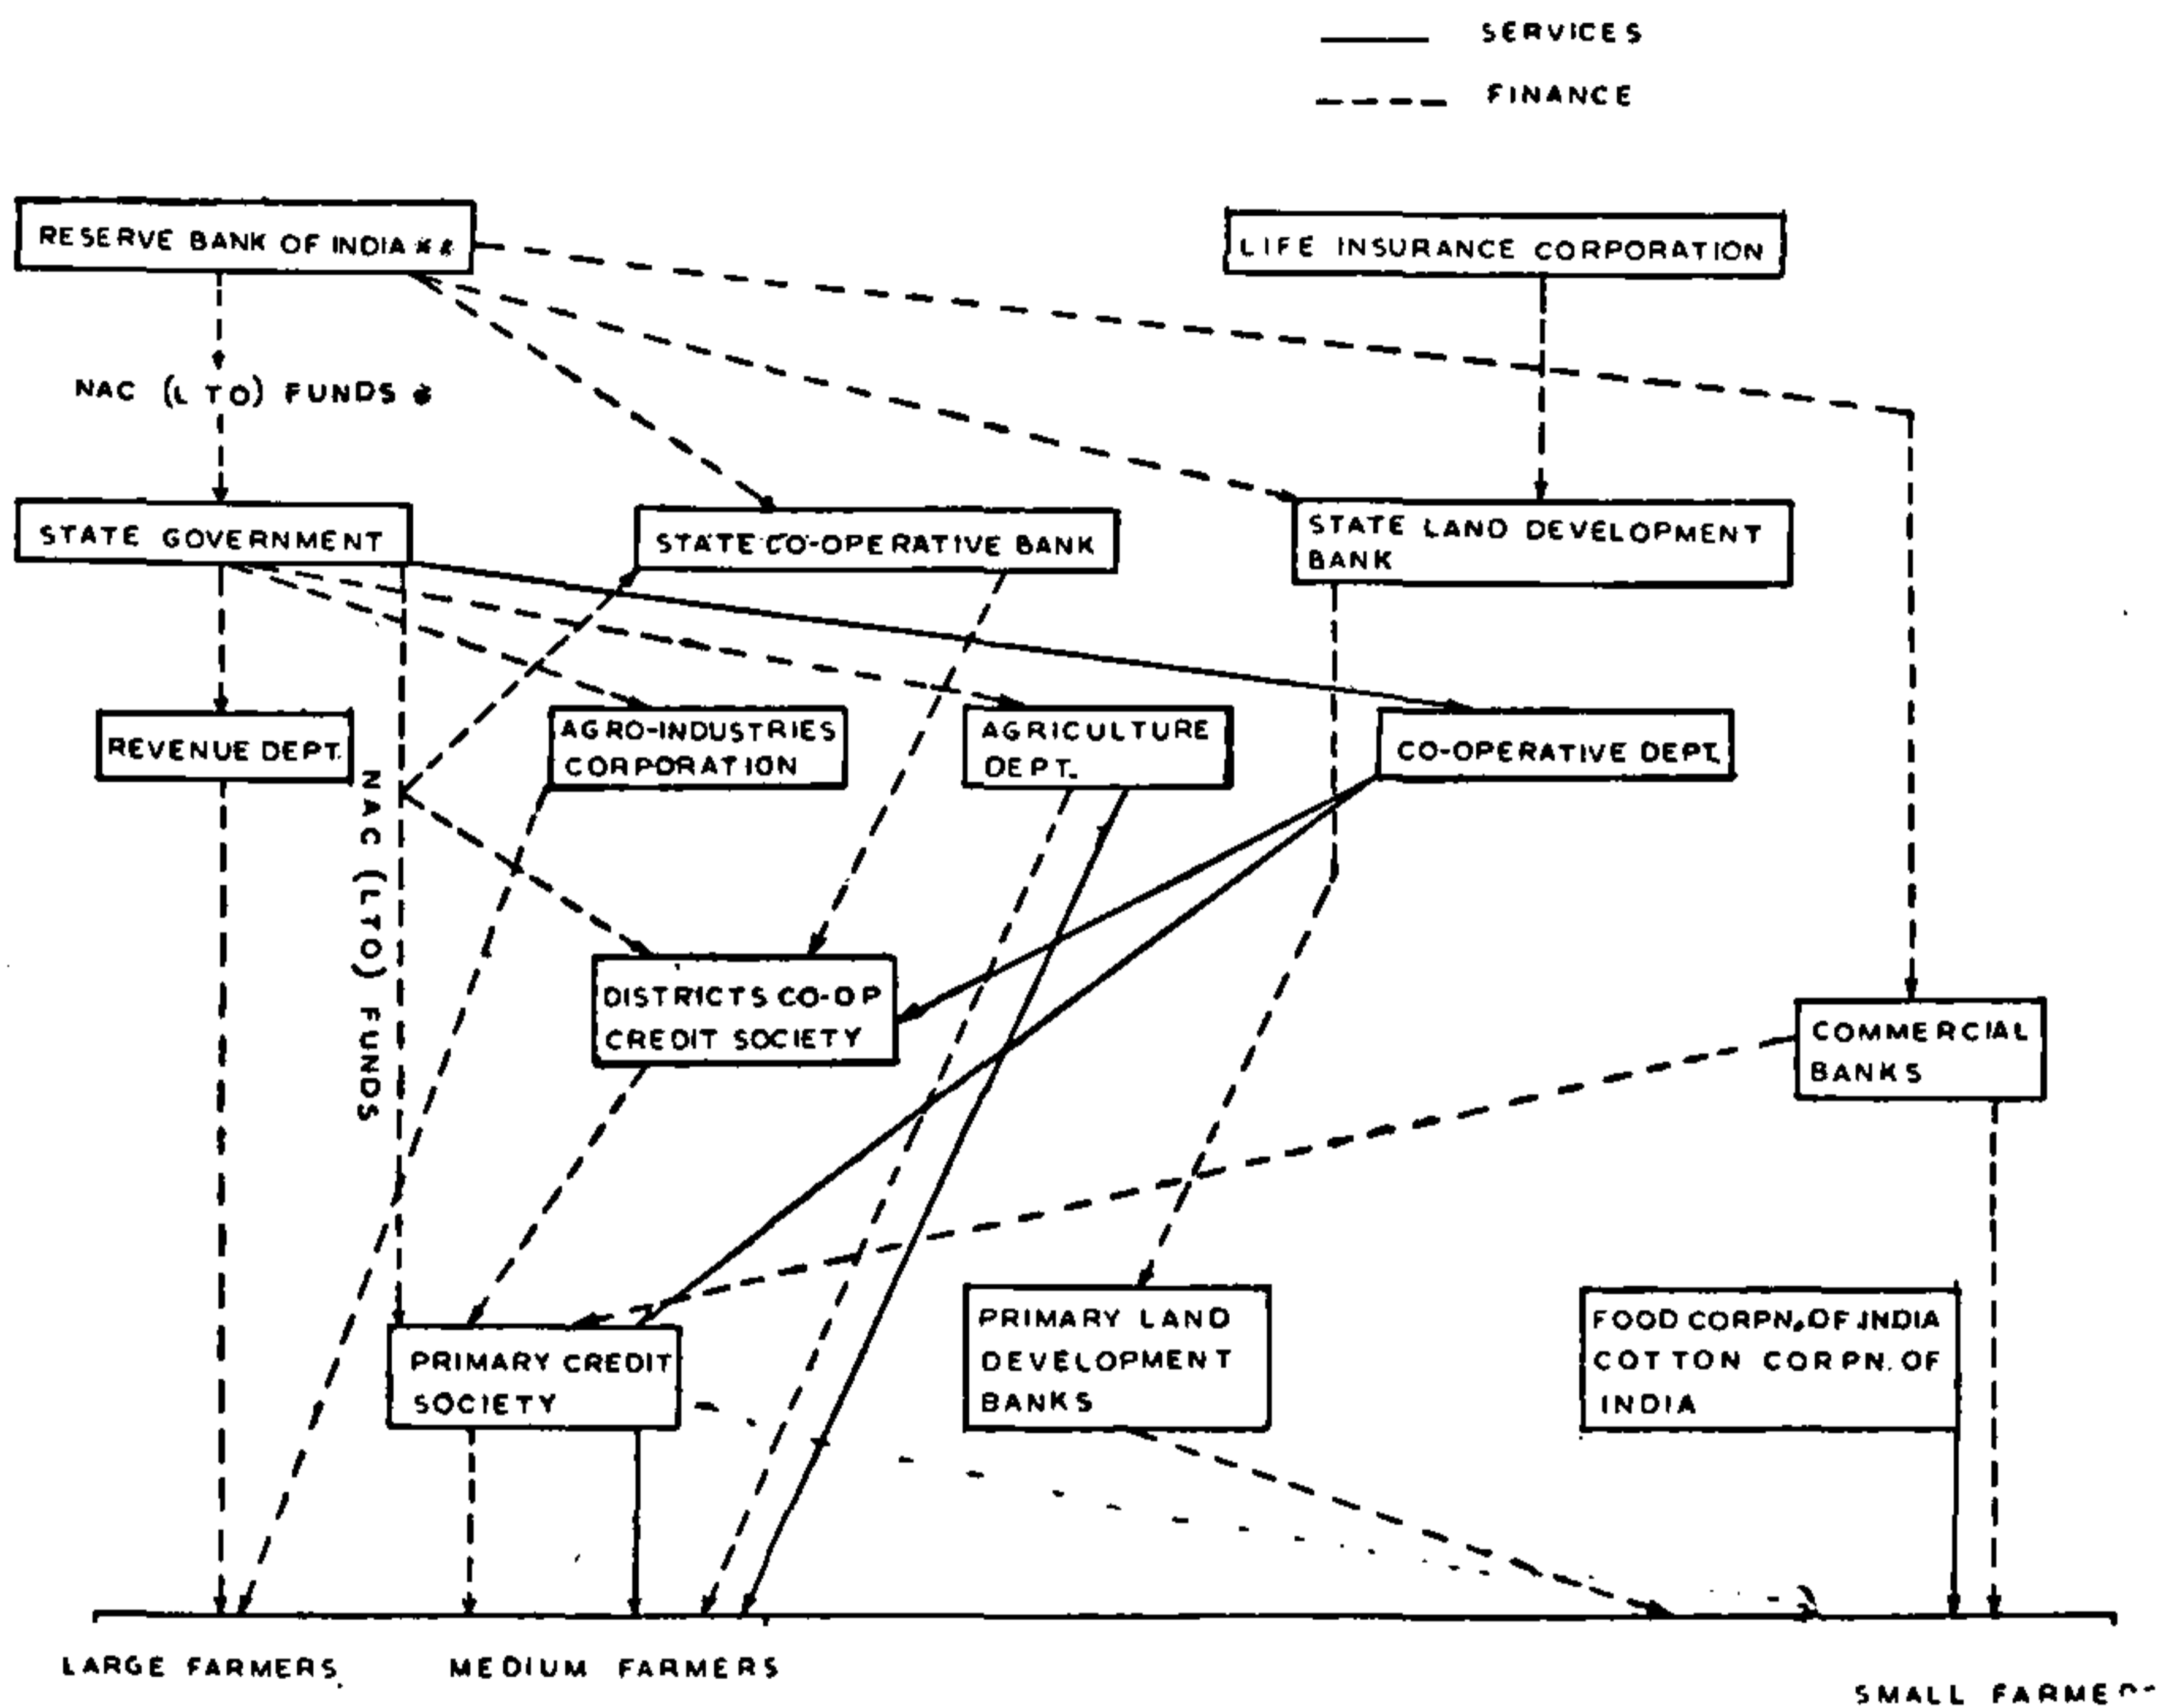 SERVICES
FINANCE
RESERVE BANK OF INDIA **
LIFE INSURANCE CORPORATION
NAC (L TO) FUNDS *
STATE GOVERNMENT
STATE CO-OPERATIVE BANK
STATE LAND DEVELOPMENT
BANK
REVENUE DEPT.
AGRO-INDUSTRIES
CORPORATION
AGRICULTURE
DEPT.
CO-OPERATIVE DEPT.
NAC (LTO) FUNDS
DISTRICTS CO-OP
CREDIT SOCIETY
COMMERCIAL
BANKS
PRIMARY CREDIT
SOCIETY
PRIMARY LAND
DEVELOPMENT
BANKS
FOOD CORPN. OF INDIA
COTTON CORPN. OF
INDIA
LARGE FARMERS
MEDIUM FARMERS
SMALL FARMERS